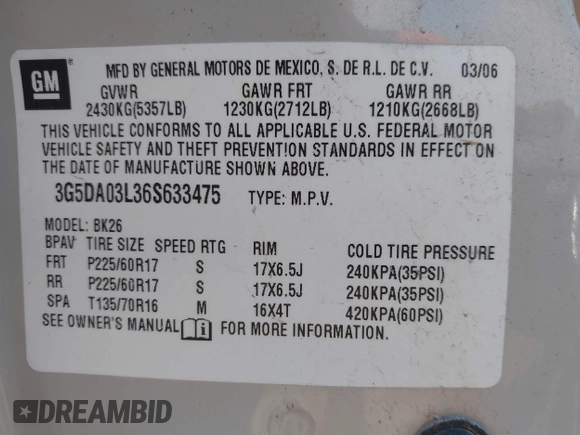 GM ® MFD BY GENERAL MOTORS DE MEXICO, S. DE R.L. DE C.V. 03/06
GVWR GAWR FRT GAWR RR
2430KG(5357LB) 1230KG(2712LB) 1210KG(2668LB)
THIS VEHICLE CONFORMS TO ALL APPLICABLE U.S. FEDERAL MOTOR
VEHICLE SAFETY AND THEFT PREVENTION STANDARDS IN EFFECT ON
THE DATE OF MANUFACTURE SHOWN ABOVE.
3G5DA03L36S633475 TYPE: M.P.V.
MODEL: BK26
BPAV TIRE SIZE SPEED RTG RIM COLD TIRE PRESSURE
FRT P225/60R17 S 17X6.5J 240KPA(35PSI)
RR P225/60R17 S 17X6.5J 240KPA(35PSI)
SPA T135/70R16 M 16X4T 420KPA(60PSI)
SEE OWNER'S MANUAL i FOR MORE INFORMATION.
DREAMBID